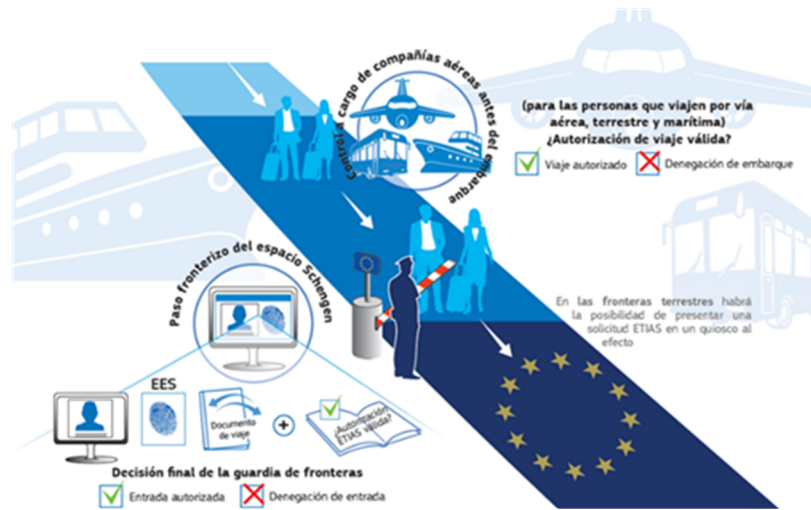 Control a cargo de compañías aéreas antes del embarque
(para las personas que viajen por vía
aérea, terrestre y marítima)
¿Autorización de viaje válida?
Viaje autorizado
Denegación de embarque
Paso fronterizo del espacio Schengen
En las fronteras terrestres habrá
la posibilidad de presentar una
solicitud ETIAS en un quiosco al
efecto
EES
Documento
de viaje
+
¿Autorización
ETIAS válida?
Decisión final de la guardia de fronteras
Entrada autorizada
Denegación de entrada